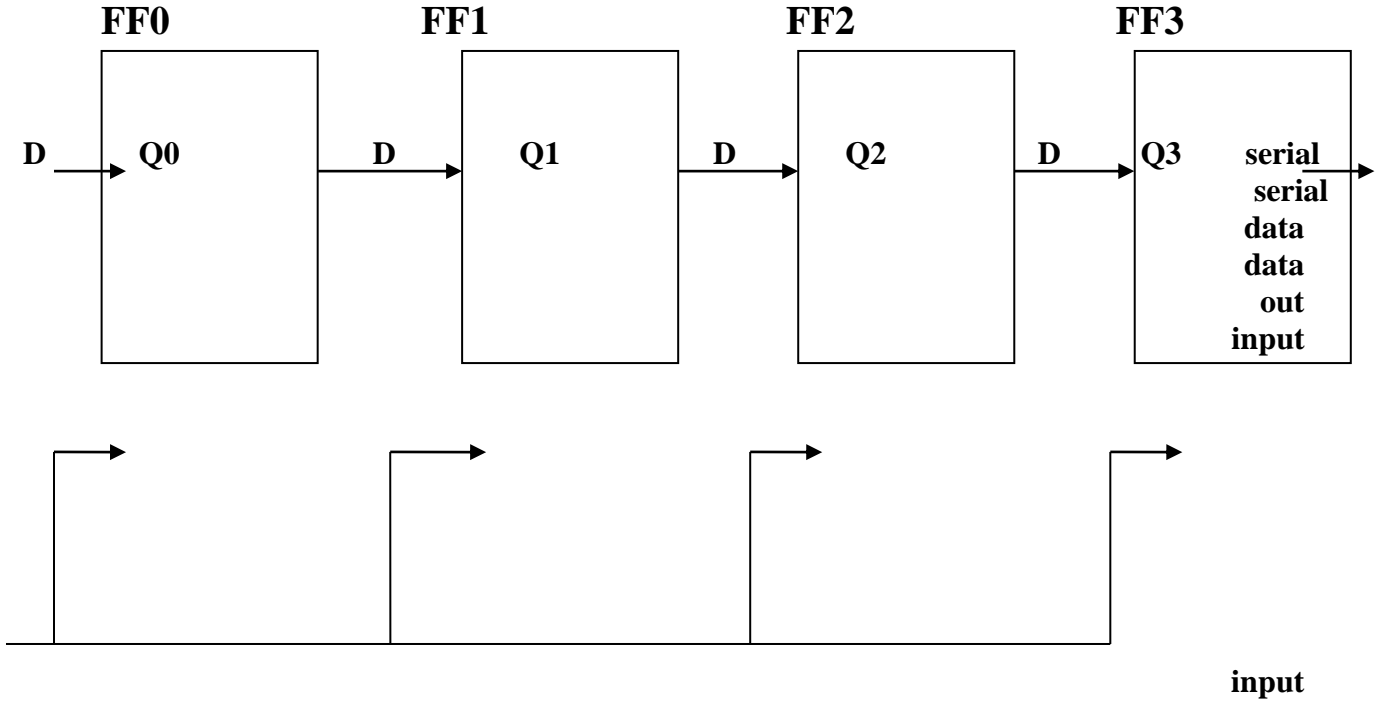 FF0 FF1 FF2 FF3
D Q0 D Q1 D Q2 D Q3 serial
serial
data
data
out
input
input